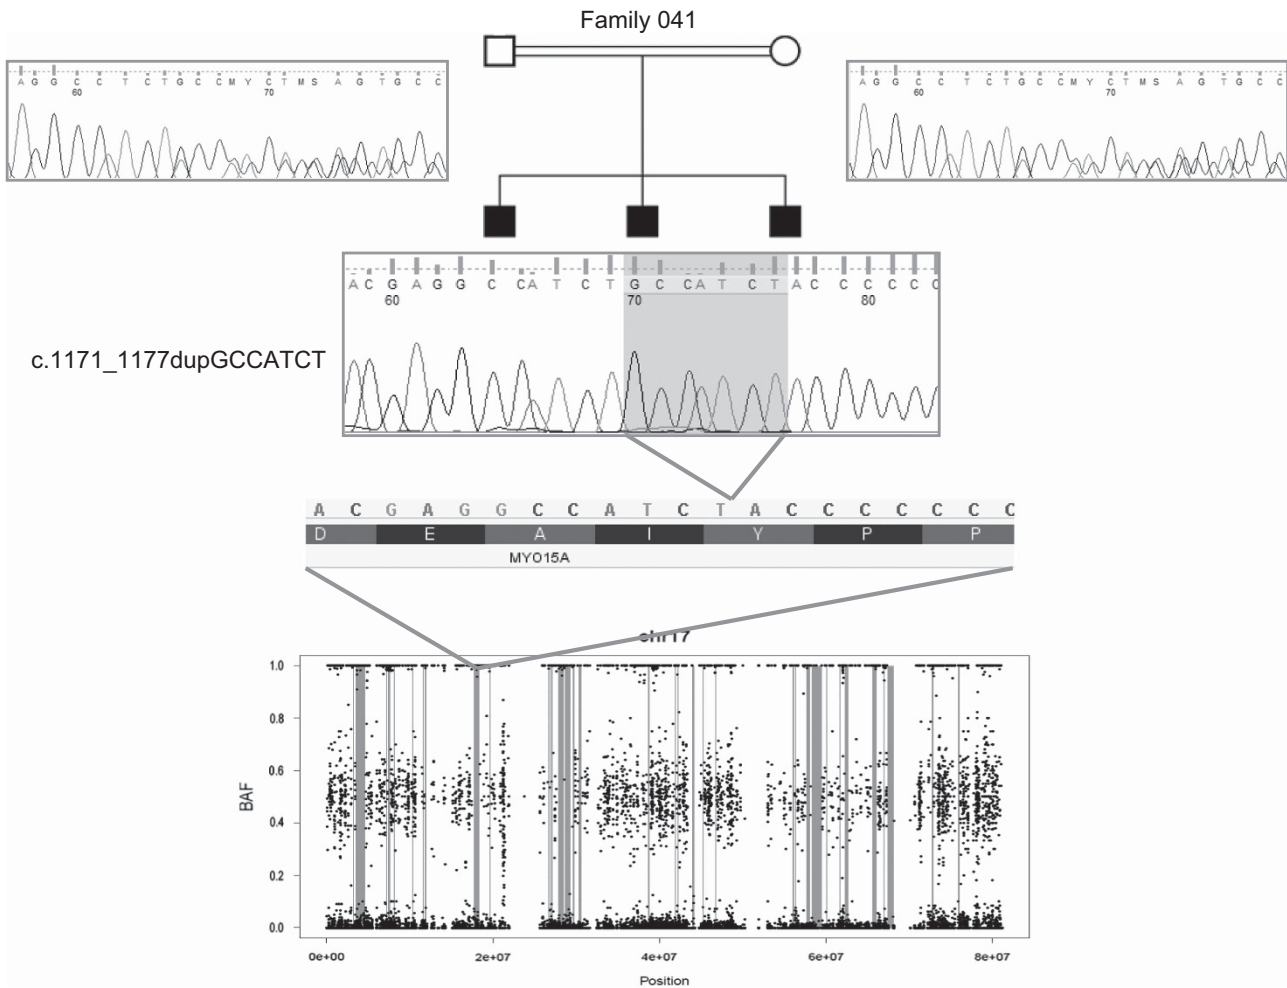 Family 041
A G G C C T C T G C C M Y C T M S A G T G C C
60 70
A G G C C T C T G C C M Y C T M S A G T G C C
60 70
A C G A G G C C A T C T G C C A T C T A C C C C C C
60 70 80
c.1171_1177dupGCCATCT
A C G A G G C C A T C T A C C C C C C C
D E A I Y P P
MYO15A
chr17
1.0
0.8
0.6
0.4
0.2
0.0
BAF
0e+00 2e+07 4e+07 6e+07 8e+07
Position